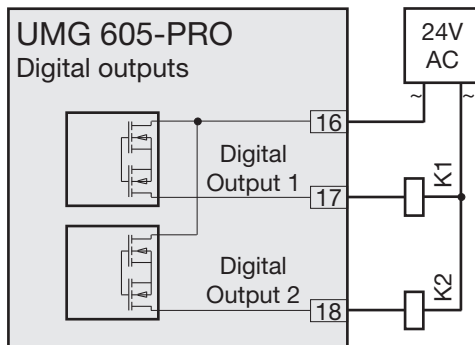 UMG 605-PRO
Digital outputs
24V
AC
~ ~
16
Digital
Output 1
17
K1
Digital
Output 2
18
K2